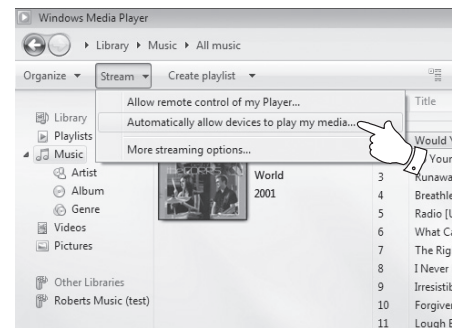 Windows Media Player
Library ▸ Music ▸ All music
Organize Stream Create playlist
Allow remote control of my Player...
Automatically allow devices to play my media...
More streaming options...
Library
Playlists
Music
Artist
Album
Genre
Videos
Pictures
Other Libraries
Roberts Music (test)
World
2001
Title
Would Y
Your
3 Runawa
4 Breathle
5 Radio [U
6 What Ca
7 The Rig
8 I Never
9 Irresistib
10 Forgiven
11 Lough E